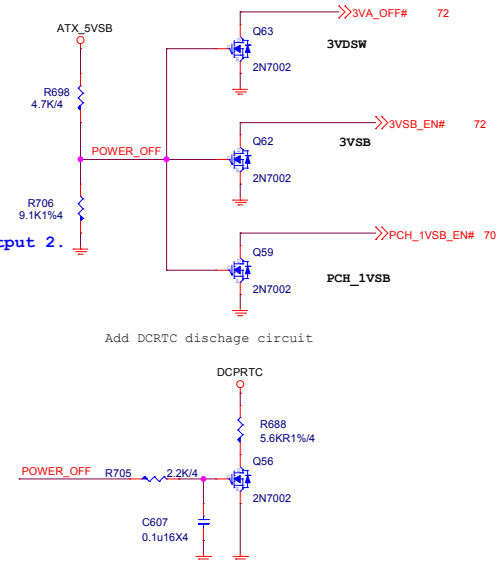 Q63
3VA_OFF# 72
ATX_5VSB
3VDSW
2N7002
R698
4.7K/4
3VSB_EN# 72
Q62
3VSB
POWER_OFF
2N7002
R706
9.1K1%4
PCH_1VSB_EN# 70
tput 2.
Q59
PCH_1VSB
2N7002
Add DCRTC dischage circuit
DCPRTC
R688
5.6KR1%/4
Q56
POWER_OFF R705 2.2K/4
2N7002
C607
0.1u16X4